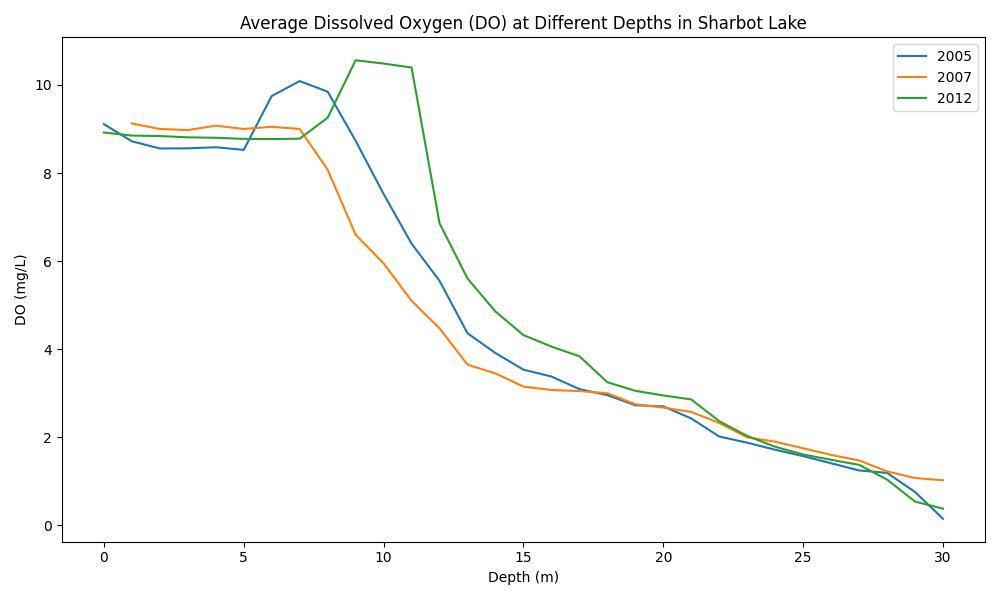 Average Dissolved Oxygen (DO) at Different Depths in Sharbot Lake
2005
2007
2012
DO (mg/L)
10
8
6
4
2
0
0 5 10 15 20 25 30
Depth (m)